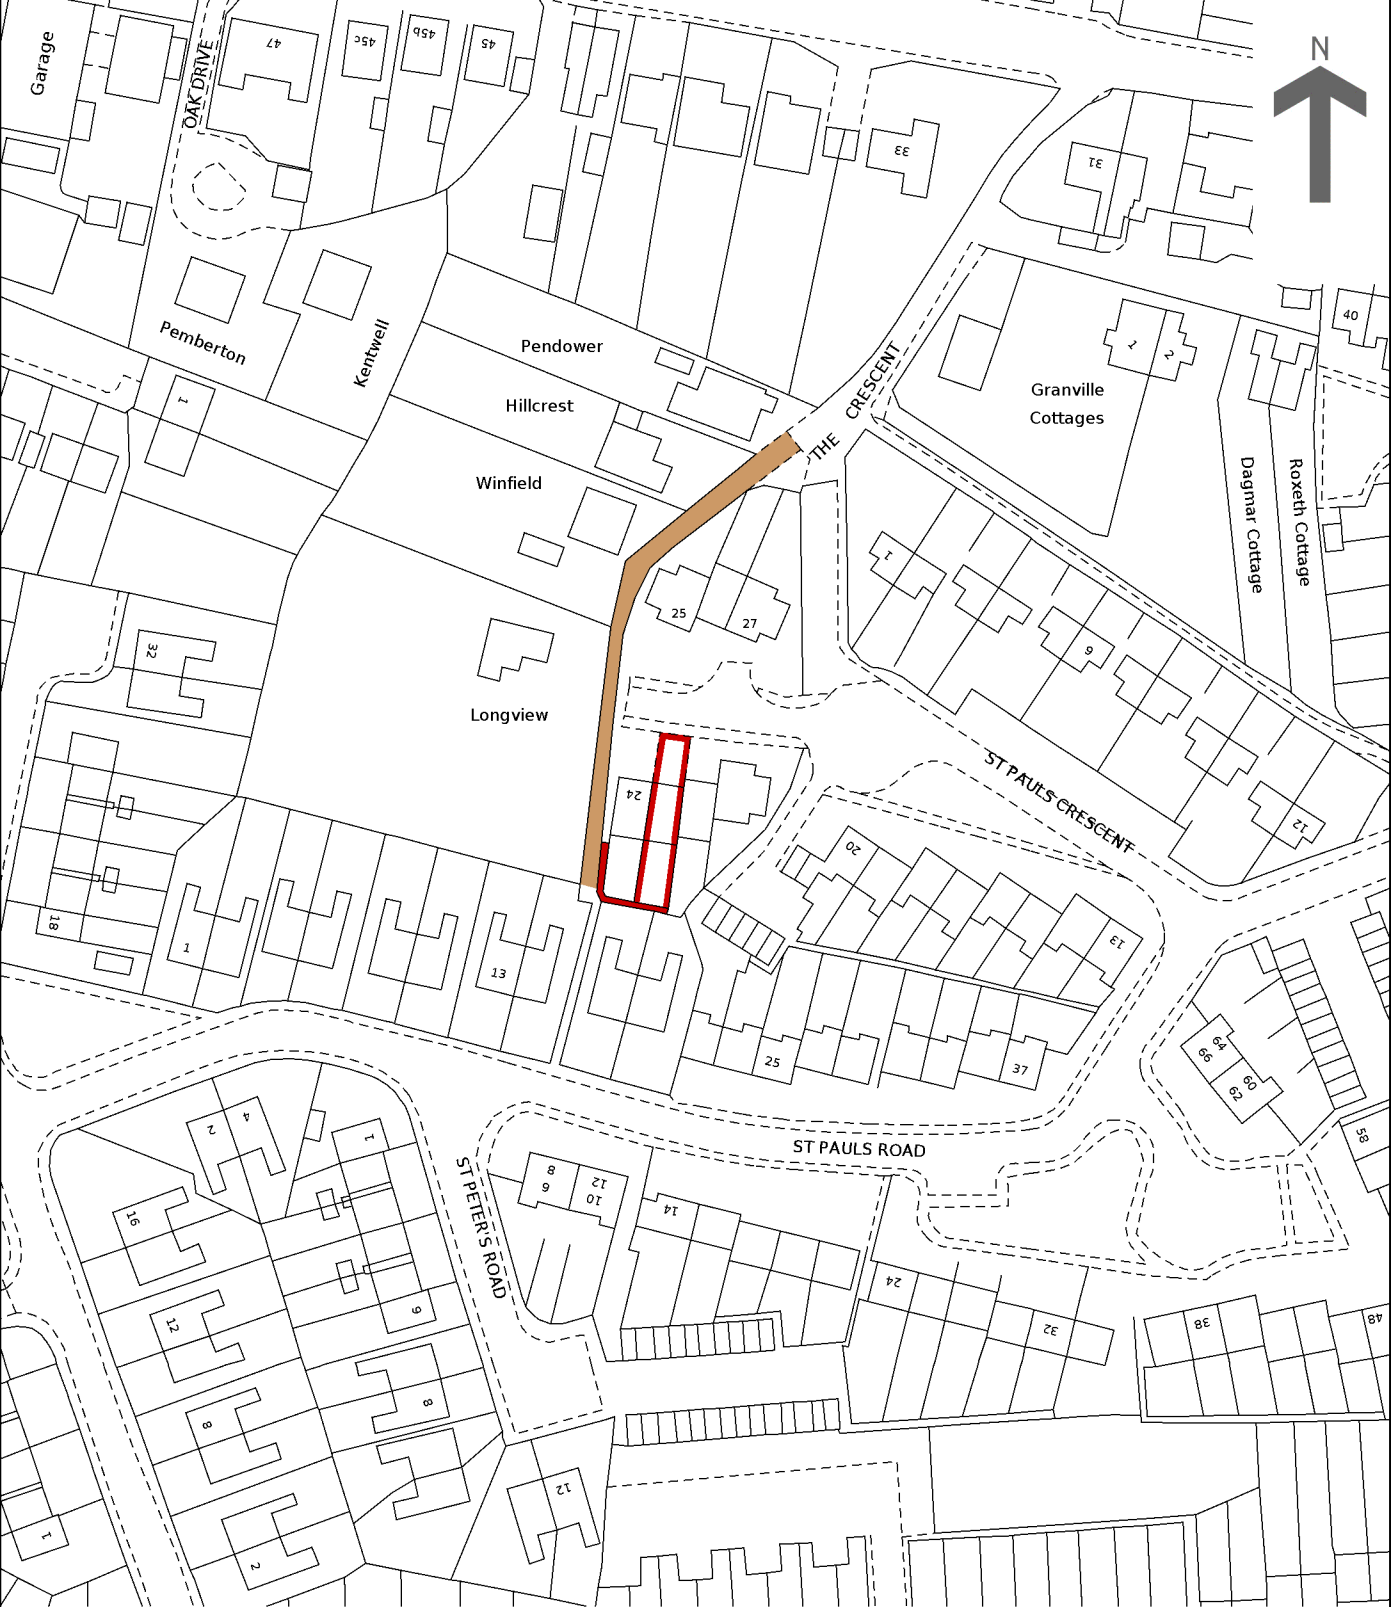 Garage
OAK DRIVE
47
45c
45b
45
33
31
N
40
Pemberton
Kentwell
Pendower
Hillcrest
Winfield
Longview
THE CRESCENT
1
2
Granville
Cottages
Dagmar Cottage
Roxeth Cottage
1
1
9
12
25
27
32
24
ST PAULS CRESCENT
20
13
18
1
13
25
37
64
66
60
62
58
ST PAULS ROAD
ST PETER'S ROAD
2
4
1
8
6
12
10
14
16
12
9
8
8
2
1
12
24
32
38
48